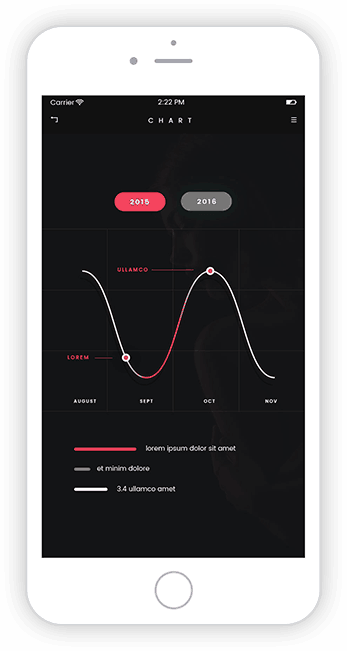 Carrier 2:22 PM
CHART
2015 2016
ULLAMCO
LOREM
AUGUST SEPT OCT NOV
lorem ipsum dolor sit amet
et minim dolore
3.4 ullamco amet